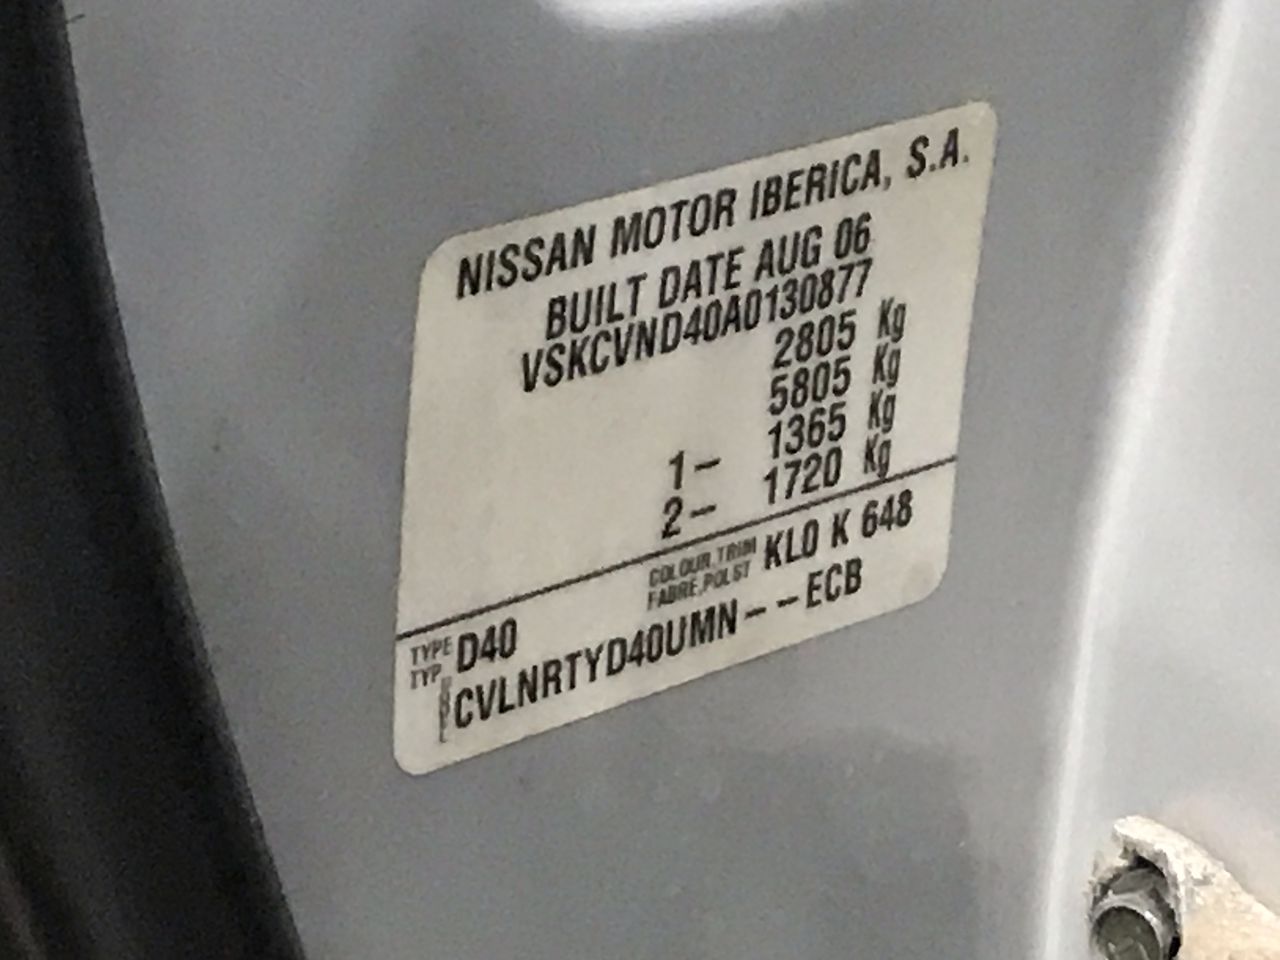 NISSAN MOTOR IBERICA, S.A.
BUILT DATE AUG 06
VSKCVND40A0130877
2805 Kg
5805 Kg
1- 1365 Kg
2- 1720 Kg
COLOUR,TRIM KL0 K 648
FABRE,POLST
TYPE D40
TYP
CVLNRTYD40UMN--ECB